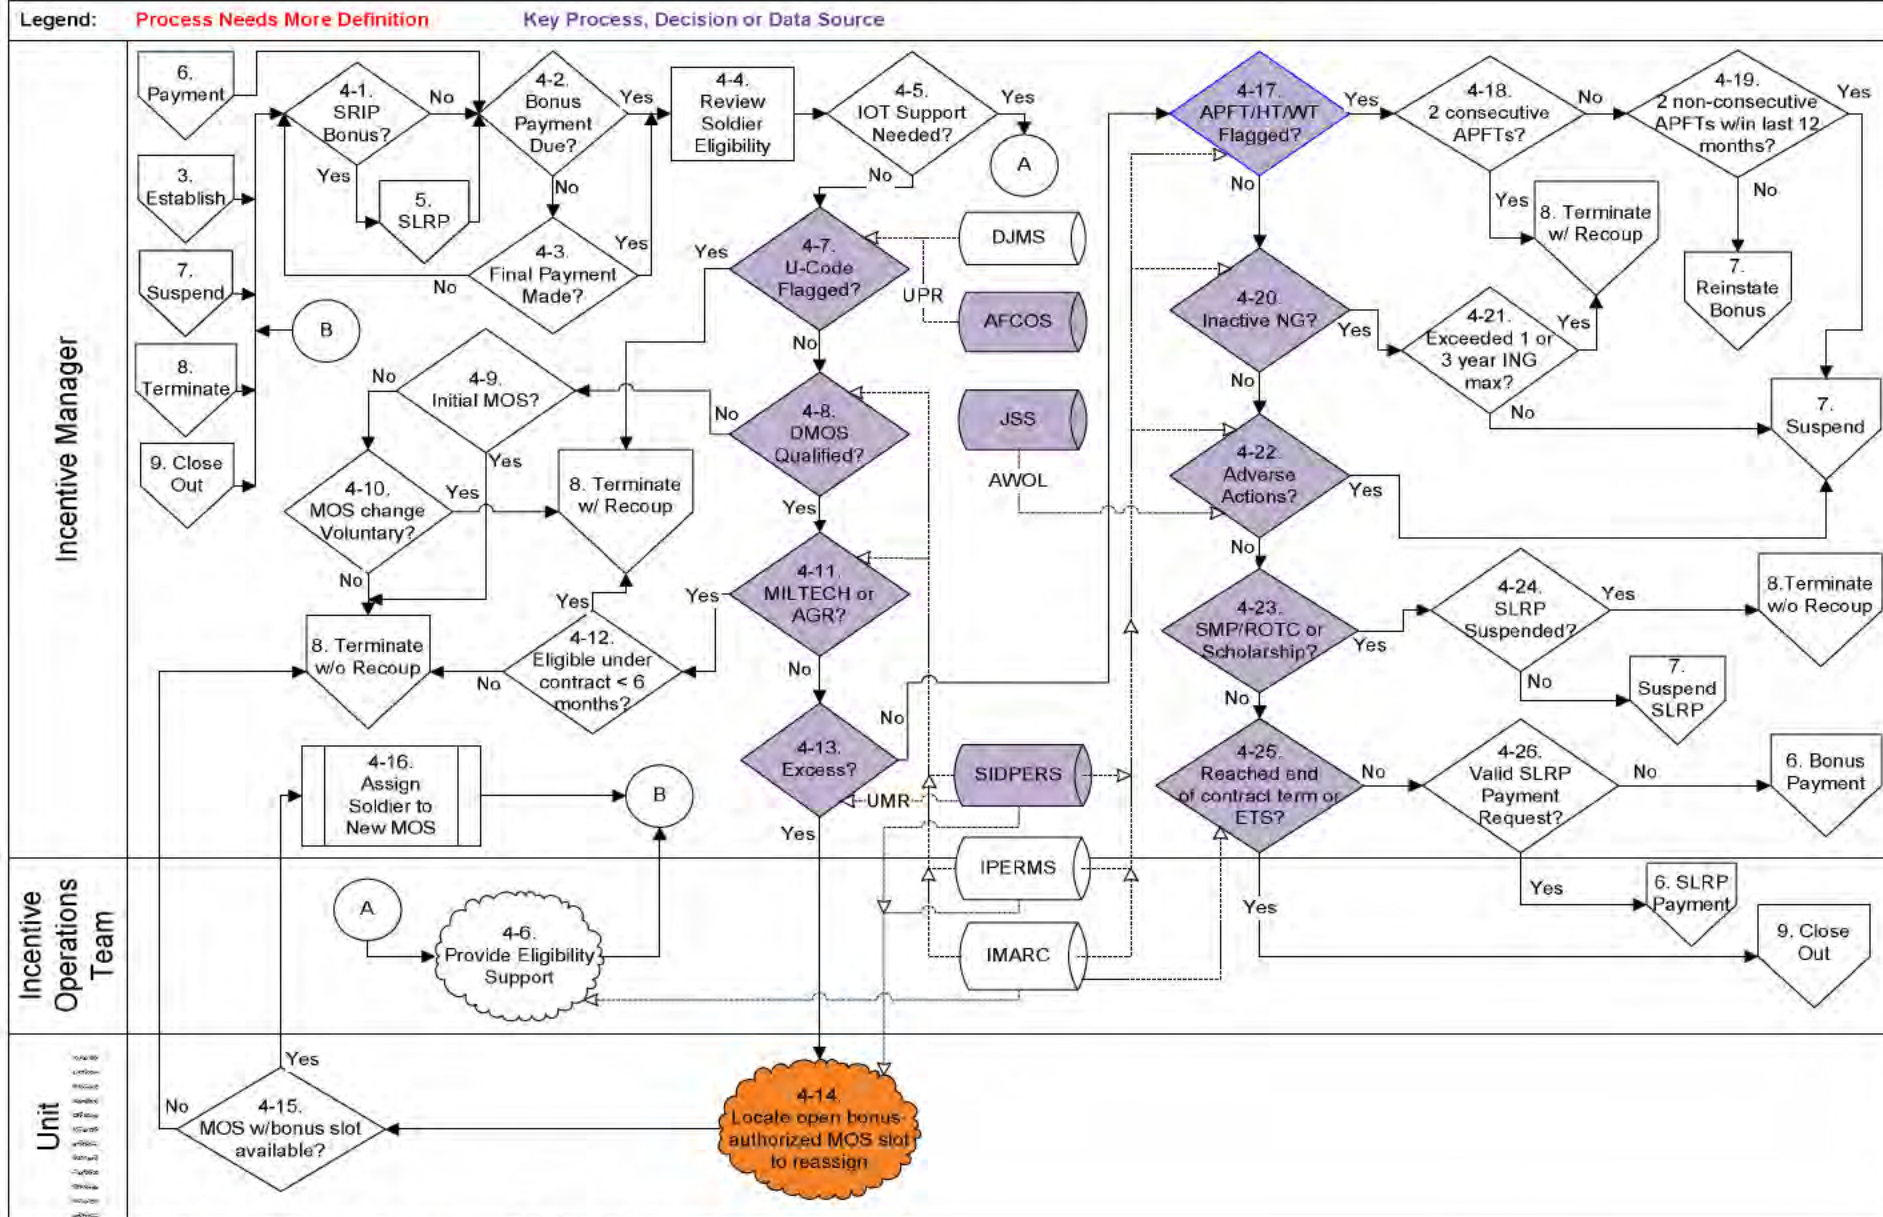 Legend: Process Needs More Definition Key Process, Decision or Data Source
Incentive Manager
6.
Payment
3.
Establish
7.
Suspend
8.
Terminate
9. Close
Out
B
4-1.
SRIP
Bonus?
No
Yes
5.
SLRP
4-2.
Bonus
Payment
Due?
Yes
No
4-3.
Final Payment
Made?
Yes
No
4-4.
Review
Soldier
Eligibility
4-5.
IOT Support
Needed?
Yes
No
A
4-7.
U-Code
Flagged?
Yes
No
DJMS
UPR
AFCOS
JSS
AWOL
4-8.
DMOS
Qualified?
No
Yes
4-9.
Initial MOS?
No
Yes
4-10.
MOS change
Voluntary?
Yes
No
8. Terminate
w/ Recoup
4-11.
MILTECH or
AGR?
Yes
No
4-12.
Eligible under
contract < 6
months?
Yes
No
8. Terminate
w/o Recoup
4-13.
Excess?
No
Yes
UMR
SIDPERS
IPERMS
IMARC
4-16.
Assign
Soldier to
New MOS
B
4-17.
APFT/HT/WT
Flagged?
Yes
No
4-18.
2 consecutive
APFTs?
No
Yes
4-19.
2 non-consecutive
APFTs w/in last 12
months?
Yes
No
8. Terminate
w/ Recoup
7.
Reinstate
Bonus
4-20.
Inactive NG?
Yes
No
4-21.
Exceeded 1 or
3 year ING
max?
Yes
No
7.
Suspend
4-22.
Adverse
Actions?
Yes
No
4-23.
SMP/ROTC or
Scholarship?
Yes
No
4-24.
SLRP
Suspended?
Yes
No
8.Terminate
w/o Recoup
7.
Suspend
SLRP
4-25.
Reached end
of contract term or
ETS?
No
Yes
4-26.
Valid SLRP
Payment
Request?
No
Yes
6. Bonus
Payment
6. SLRP
Payment
9. Close
Out
Incentive
Operations
Team
A
4-6.
Provide Eligibility
Support
Unit
4-15.
MOS w/bonus slot
available?
Yes
No
4-14.
Locate open bonus-
authorized MOS slot
to reassign